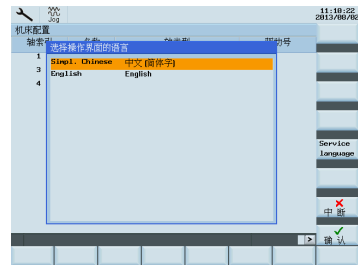 Jog
11:10:22
2013/08/02
机床配置
选择操作界面的语言
1
Simpl. Chinese 中文(简体字)
3
English English
4
Service
language
中断
确认